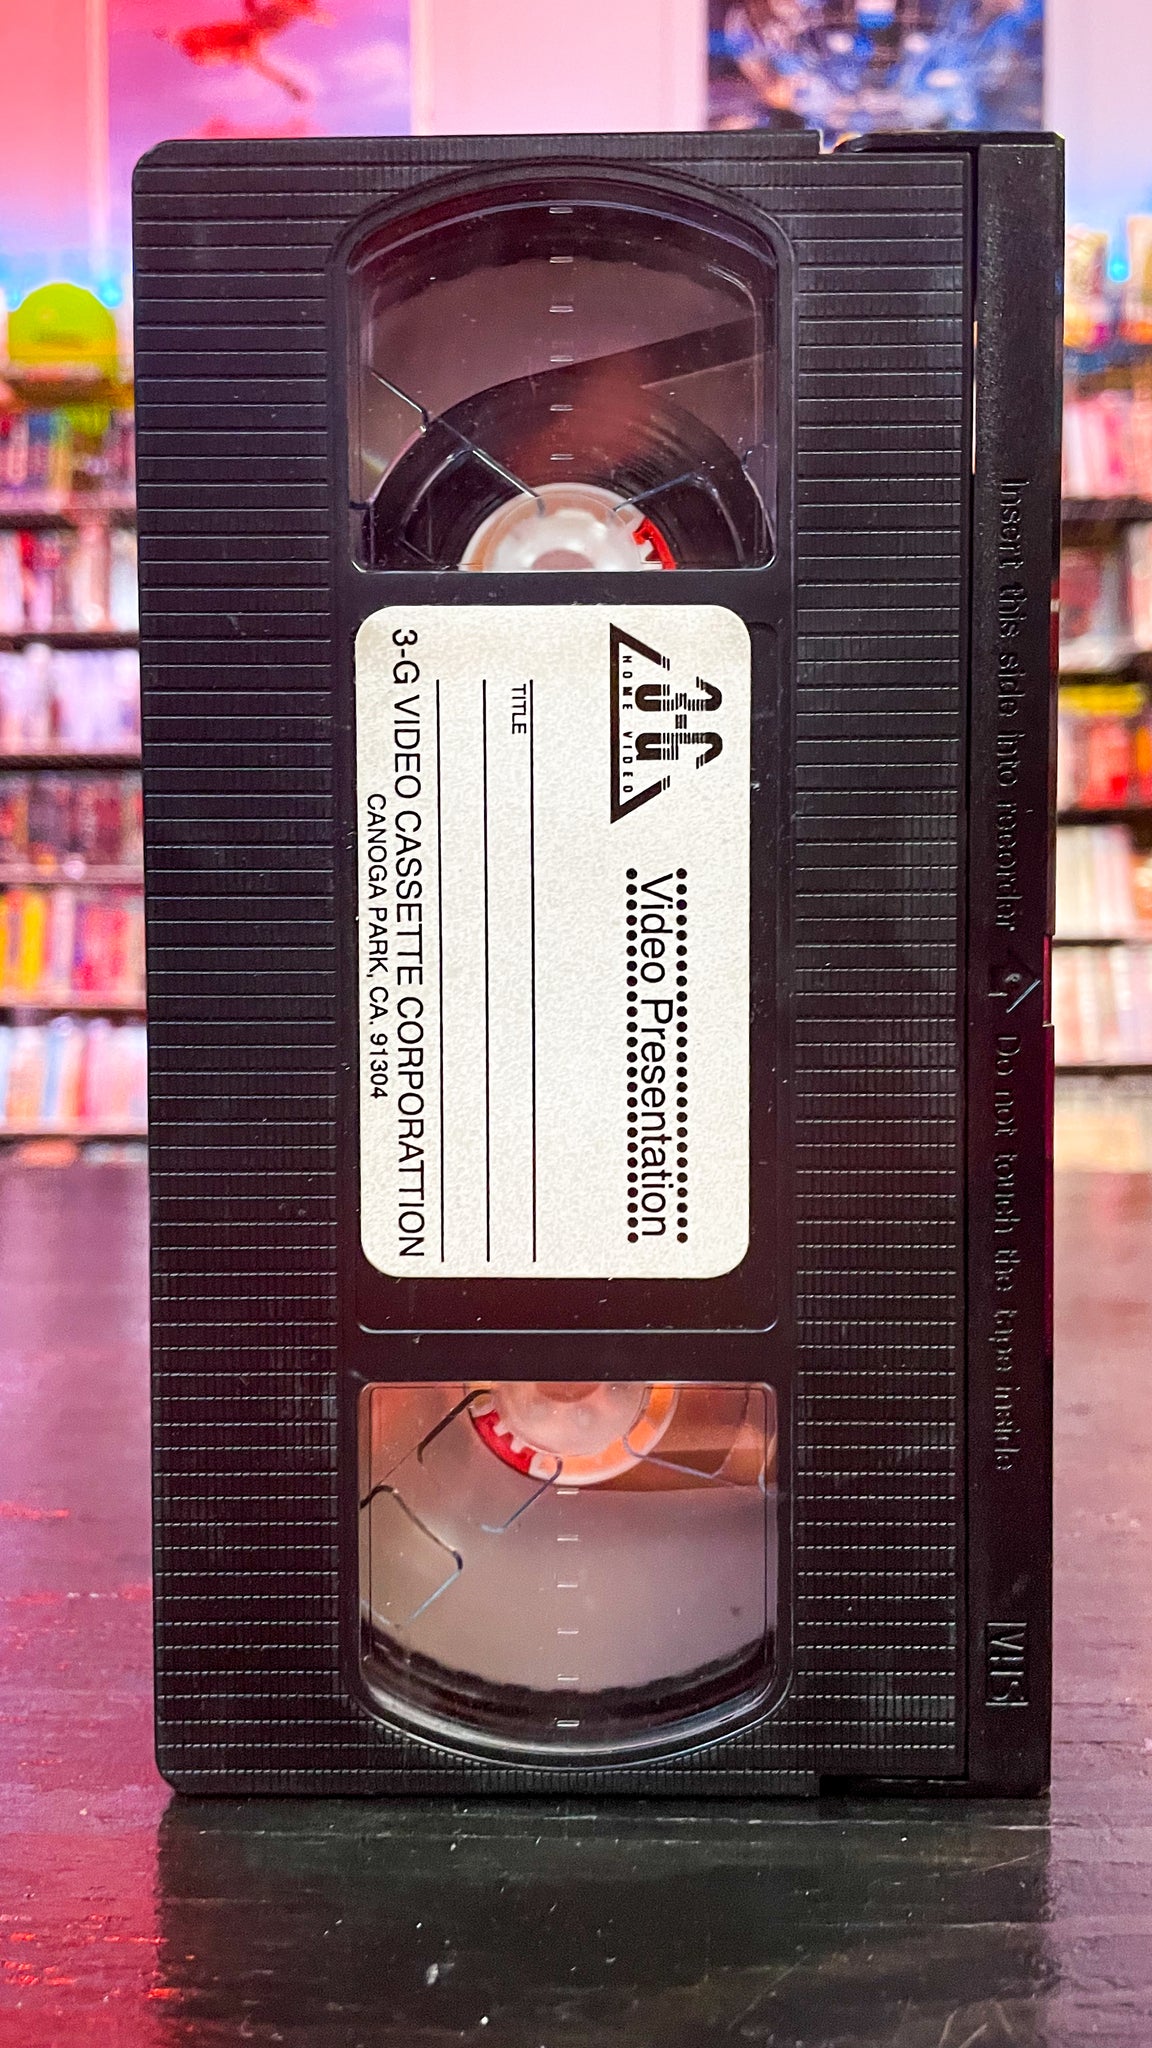 3-G
HOME VIDEO
Video Presentation
TITLE
3-G VIDEO CASSETTE CORPORATTION
CANOGA PARK, CA. 91304
Insert this side into recorder
Do not touch the tape inside
VHS